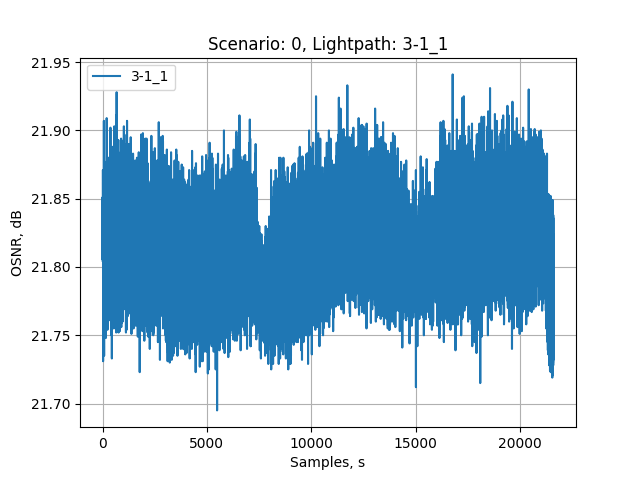 Scenario: 0, Lightpath: 3-1_1
3-1_1
21.95
21.90
21.85
21.80
21.75
21.70
OSNR, dB
0 5000 10000 15000 20000
Samples, s